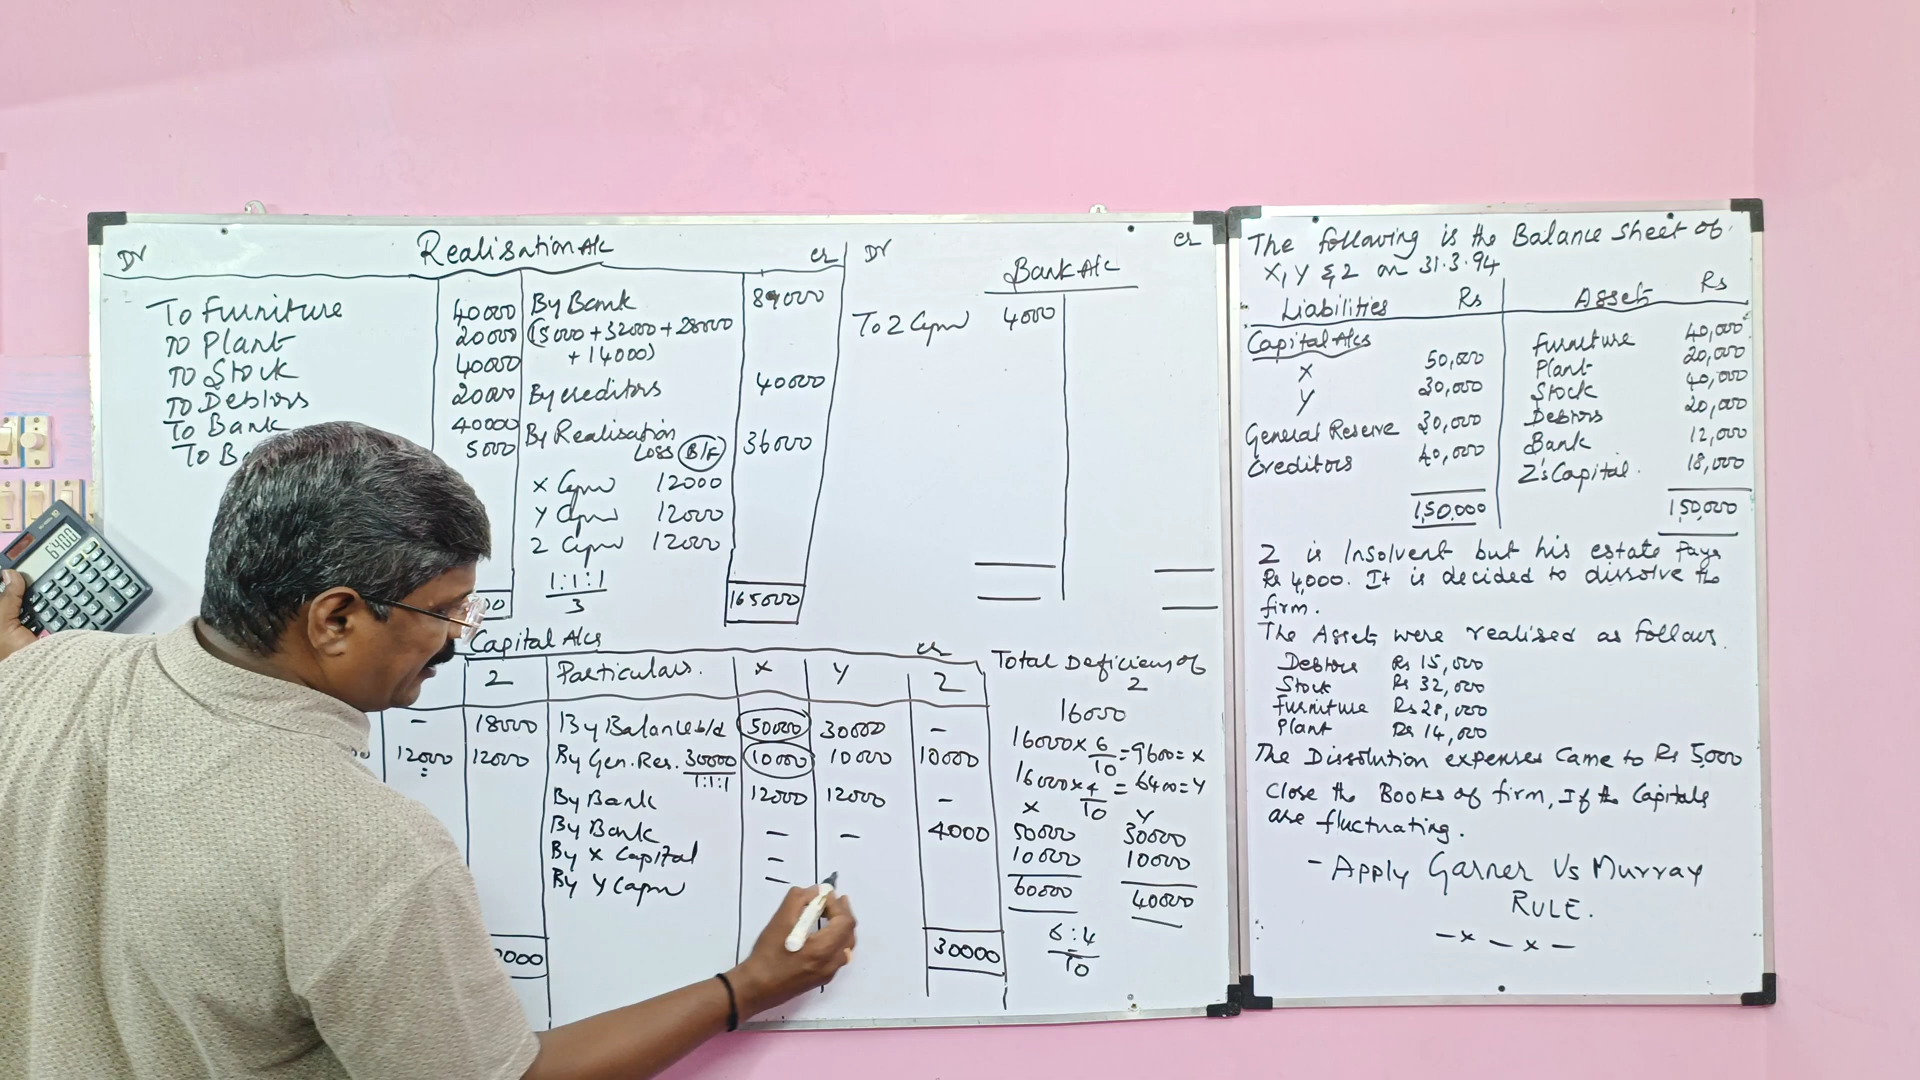 Dr Realisation A/c Cr
To Furniture 40000 By Bank 89000
To Plant 20000 (15000 + 32000 + 28000
To Stock 40000 + 14000)
To Debtors 20000 By creditors 40000
To Bank 40000 By Realisation
5000 Loss (B/F) 36000
X 12000
Y 12000
Z 12000
1:1:1
3
165000
Dr Cr
Bank A/c
4000
Capital A/cs Cr
Z Particulars. X Y Z
– 18000 By Balance b/d 50000 30000 –
12000 12000 By Gen. Res. 30000 10000 10000 10000
1:1:1
By Bank 12000 12000 –
By Bank – – 4000
By X Capital –
By Y –
30000
Total Deficiency of
Z
16000
16000 × 6/10 = 9600 = X
16000 × 4/10 = 6400 = Y
X Y
50000 30000
10000 10000
60000 40000
6 : 4
10
The following is the Balance Sheet of
X, Y & Z on 31.3.94
Liabilities Rs Assets Rs
Capital A/cs Furniture 40,000
X 50,000 Plant 20,000
Y 30,000 Stock 40,000
General Reserve 30,000 Debtors 20,000
Creditors 40,000 Bank 12,000
Z's Capital. 18,000
1,50,000 1,50,000
Z is Insolvent but his estate Pays
Rs 4,000. It is decided to dissolve the
firm.
The Assets were realised as follows.
Debtors Rs 15,000
Stock Rs 32,000
Furniture Rs 28,000
Plant Rs 14,000
The Dissolution expenses Came to Rs 5,000
Close the Books of firm, If the Capitals
are fluctuating.
- Apply Garner Vs Murray
RULE.
– x – x –
6400